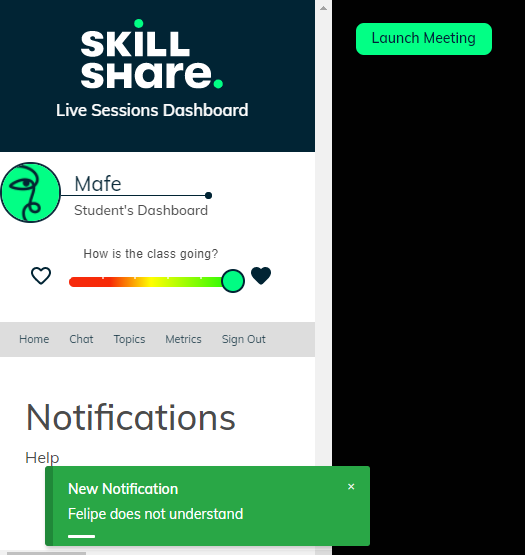 SKiLL
SHare.
Live Sessions Dashboard
Launch Meeting
Mafe
Student's Dashboard
How is the class going?
Home Chat Topics Metrics Sign Out
Notifications
Help
New Notification ×
Felipe does not understand